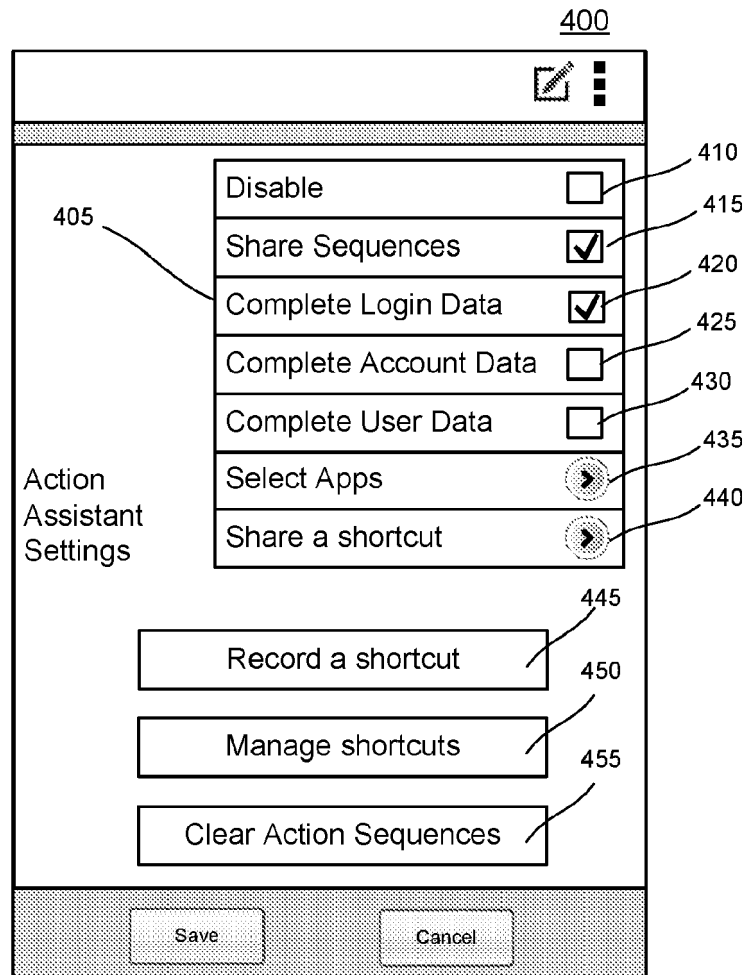 400
410
Disable
415
405
Share Sequences
420
Complete Login Data
425
Complete Account Data
430
Complete User Data
435
Select Apps
440
Share a shortcut
Action
Assistant
Settings
445
Record a shortcut
450
Manage shortcuts
455
Clear Action Sequences
Save
Cancel